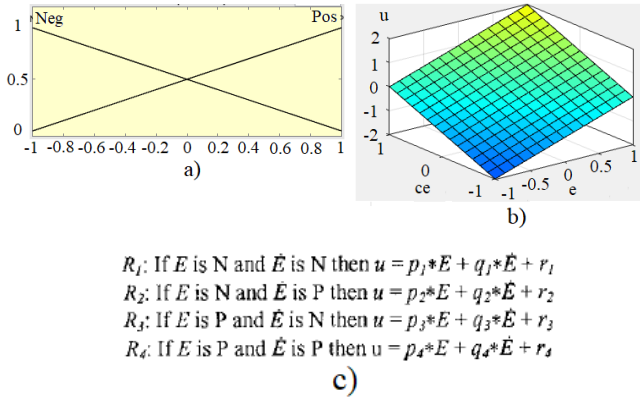 Neg Pos
1
0.5
0
-1 -0.8 -0.6 -0.4 -0.2 0 0.2 0.4 0.6 0.8 1
a)
u
2
1
0
-1
-2
1
0
-1
ce
-1
-0.5
0
0.5
1
e
b)
R₁: If E is N and Ė is N then u = p₁*E + q₁*Ė + r₁
R₂: If E is N and Ė is P then u = p₂*E + q₂*Ė + r₂
R₃: If E is P and Ė is N then u = p₃*E + q₃*Ė + r₃
R₄: If E is P and Ė is P then u = p₄*E + q₄*Ė + r₄
c)